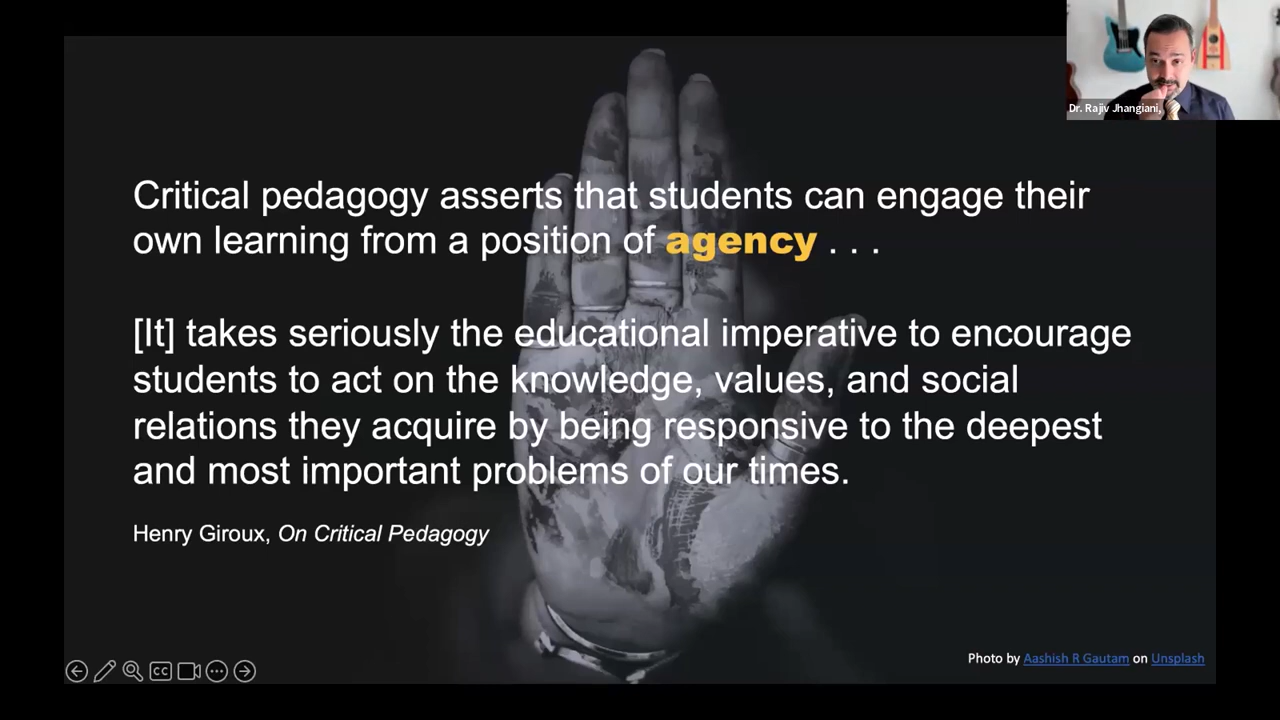 Dr. Rajiv Jhangiani,
Critical pedagogy asserts that students can engage their
own learning from a position of agency . . .
[It] takes seriously the educational imperative to encourage
students to act on the knowledge, values, and social
relations they acquire by being responsive to the deepest
and most important problems of our times.
Henry Giroux, On Critical Pedagogy
Photo by Aashish R Gautam on Unsplash
CC